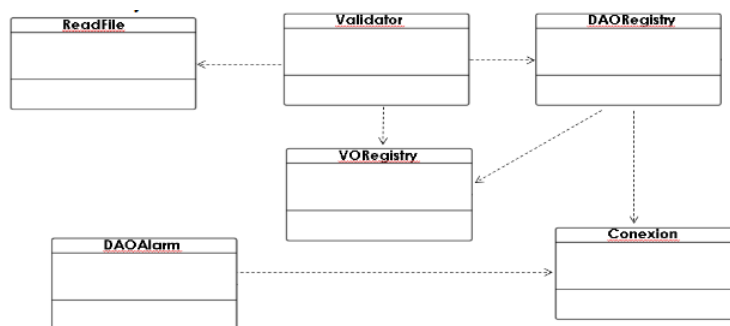 ReadFile
Validator
DAORegistry
VORegistry
DAOAlarm
Conexion